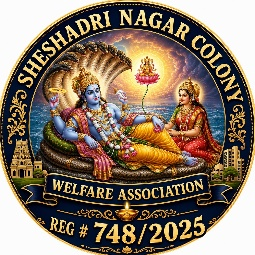 SHESHADRI NAGAR COLONY
WELFARE ASSOCIATION
REG # 748/2025